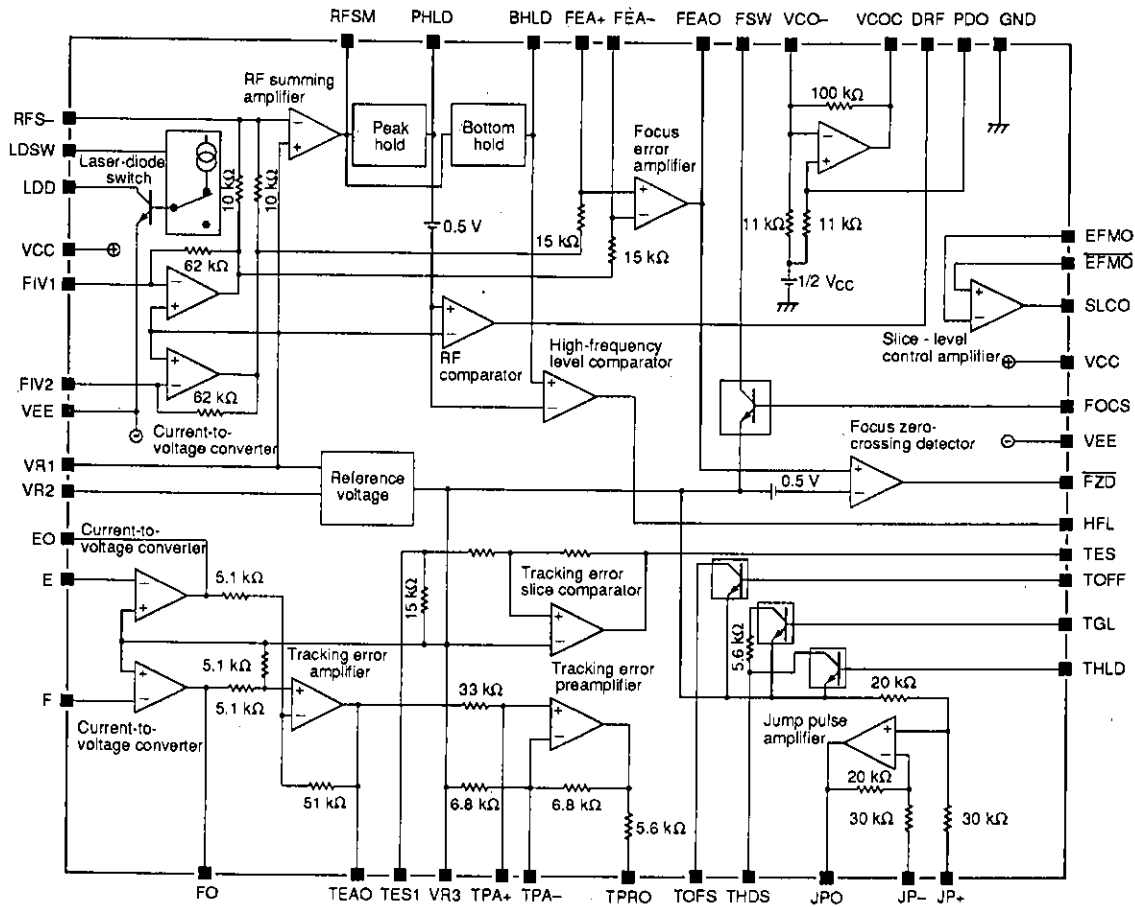 RFSM PHLD BHLD FEA+ FEA− FEAO FSW VCO− VCOC DRF PDO GND
RF summing
amplifier
100 kΩ
RFS−
Peak
hold
Bottom
hold
Focus
error
amplifier
LDSW
Laser-diode
switch
LDD
10 kΩ
10 kΩ
0.5 V
15 kΩ
15 kΩ
11 kΩ
11 kΩ
EFMO
VCC
62 kΩ
1/2 VCC
EFMO
FIV1
SLCO
Slice - level
control amplifier
RF
comparator
High-frequency
level comparator
VCC
FIV2
62 kΩ
FOCS
VEE
Current-to-
voltage converter
Focus zero-
crossing detector
VEE
VR1
Reference
voltage
0.5 V
FZD
VR2
HFL
EO
Current-to-
voltage converter
TES
E
5.1 kΩ
15 kΩ
Tracking error
slice comparator
TOFF
5.6 kΩ
TGL
5.1 kΩ
Tracking error
amplifier
Tracking error
preamplifier
THLD
F
5.1 kΩ
33 kΩ
20 kΩ
Current-to-
voltage converter
Jump pulse
amplifier
20 kΩ
51 kΩ
6.8 kΩ
6.8 kΩ
5.6 kΩ
30 kΩ
30 kΩ
FO TEAO TES1 VR3 TPA+ TPA− TPRO TOFS THDS JPO JP− JP+